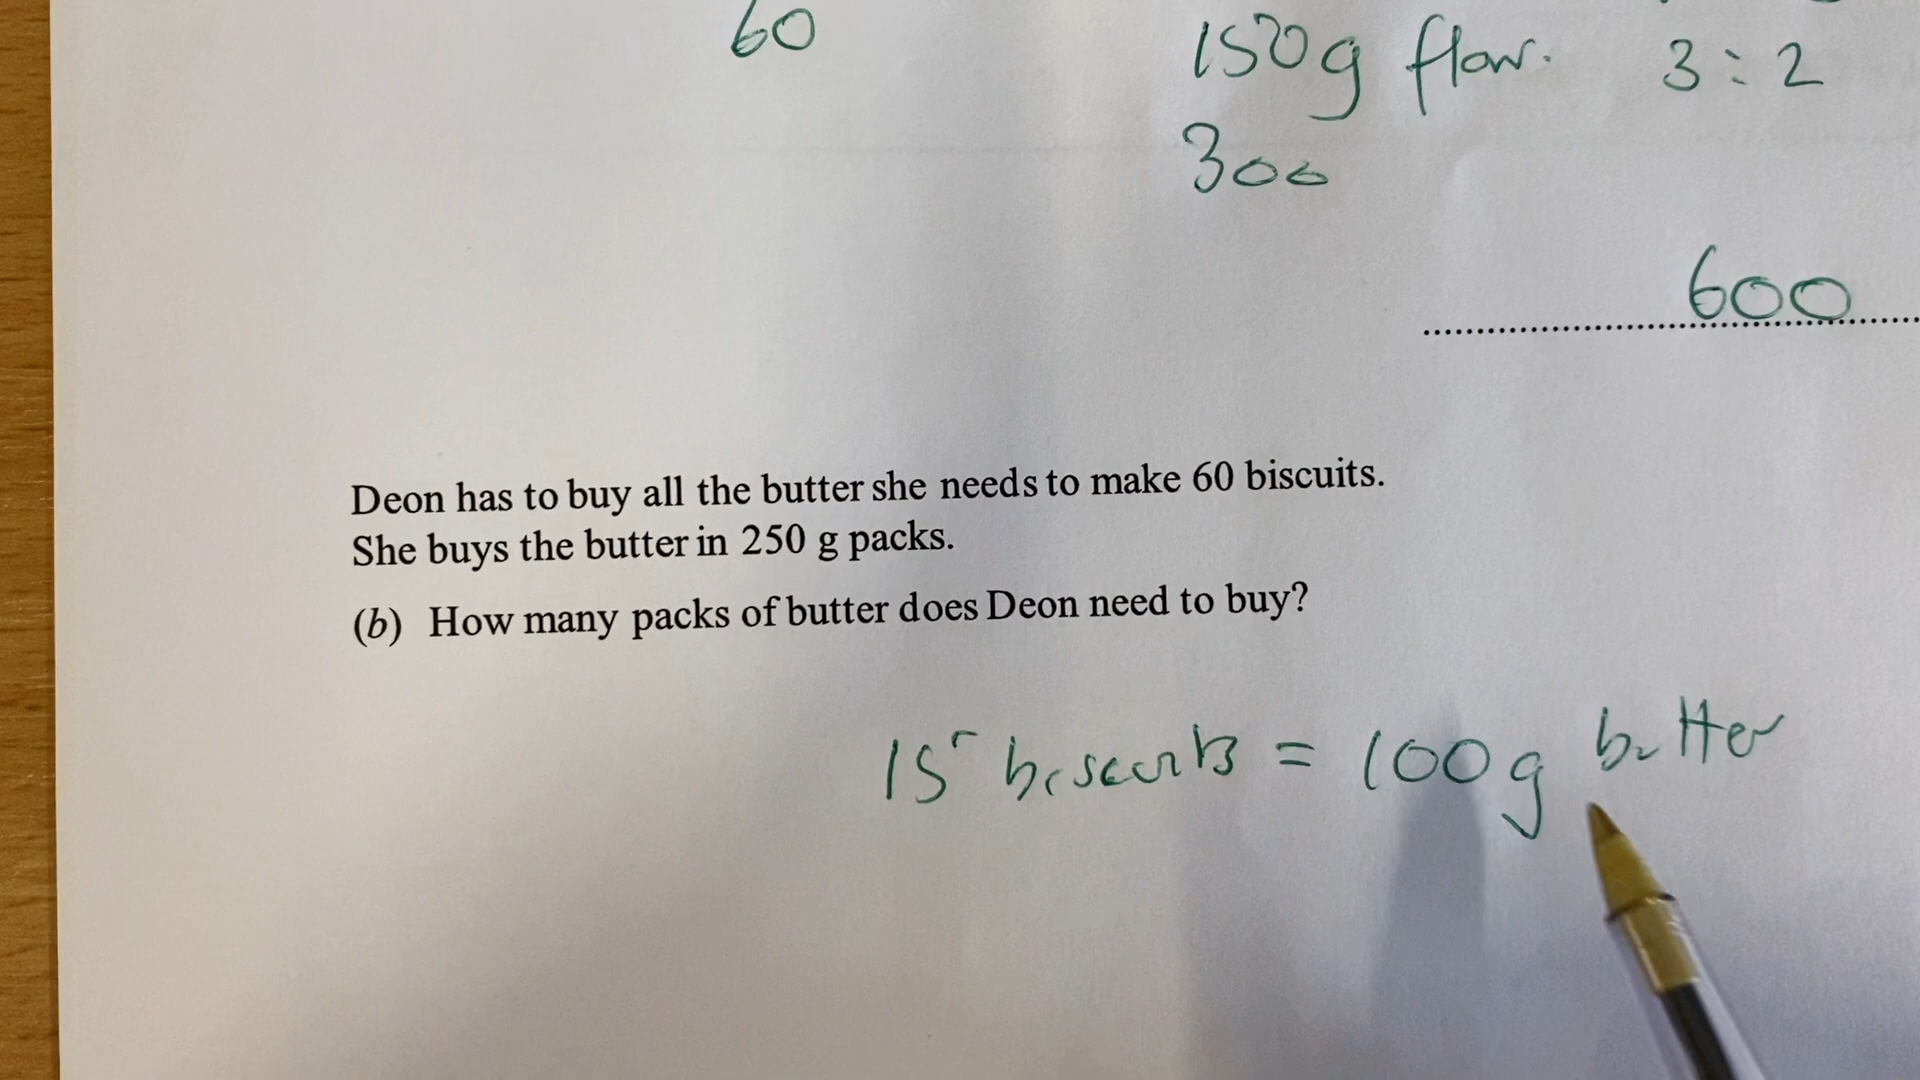 60
150g flour. 3 : 2
300
600
Deon has to buy all the butter she needs to make 60 biscuits.
She buys the butter in 250 g packs.
(b) How many packs of butter does Deon need to buy?
15 biscuits = 100g butter